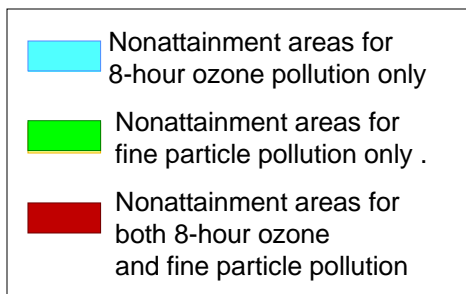 Nonattainment areas for
8-hour ozone pollution only
Nonattainment areas for
fine particle pollution only .
Nonattainment areas for
both 8-hour ozone
and fine particle pollution